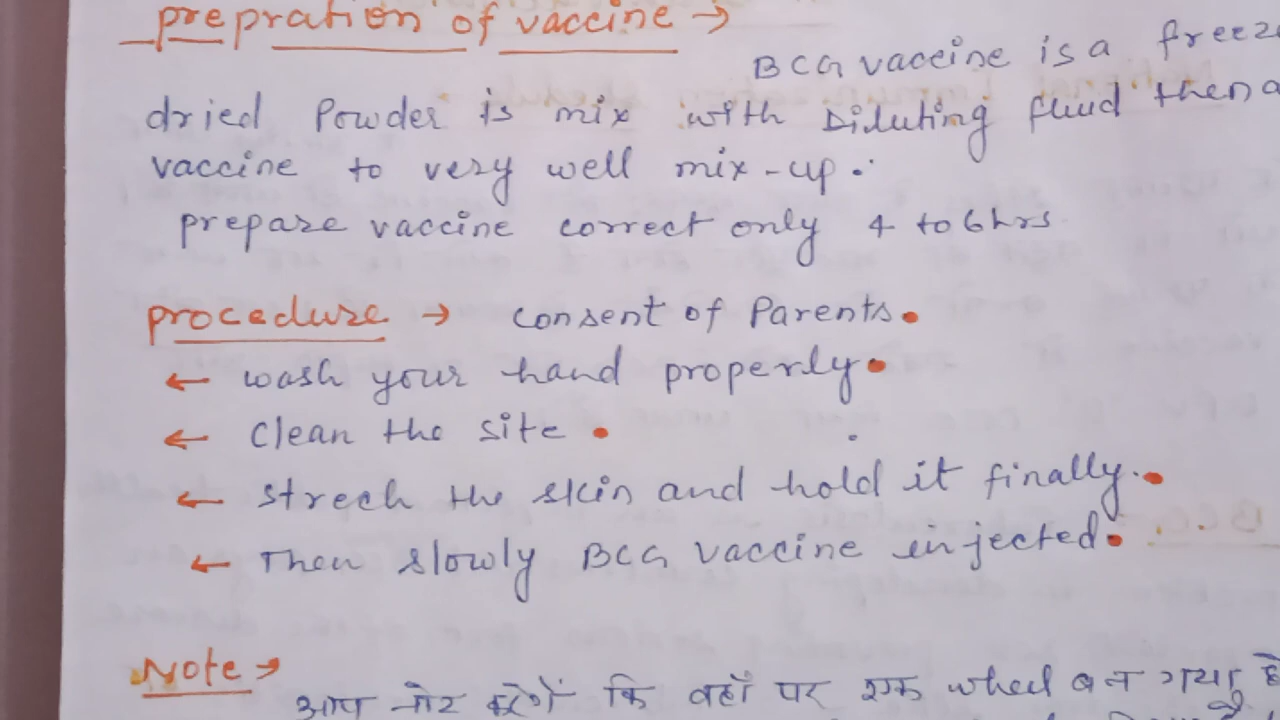 prepration of vaccine →
BCG vaccine is a freeze
dried Powder is mix with Diluting fluid then a
vaccine to very well mix-up.
prepare vaccine correct only 4 to 6 hrs
procedure → consent of Parents.
← wash your hand properly.
← Clean the site.
← strech the skin and hold it finally.
← Then slowly BCG vaccine injected.
Note →
आप नोट करेगें कि वहाँ पर एक wheel बन गया है